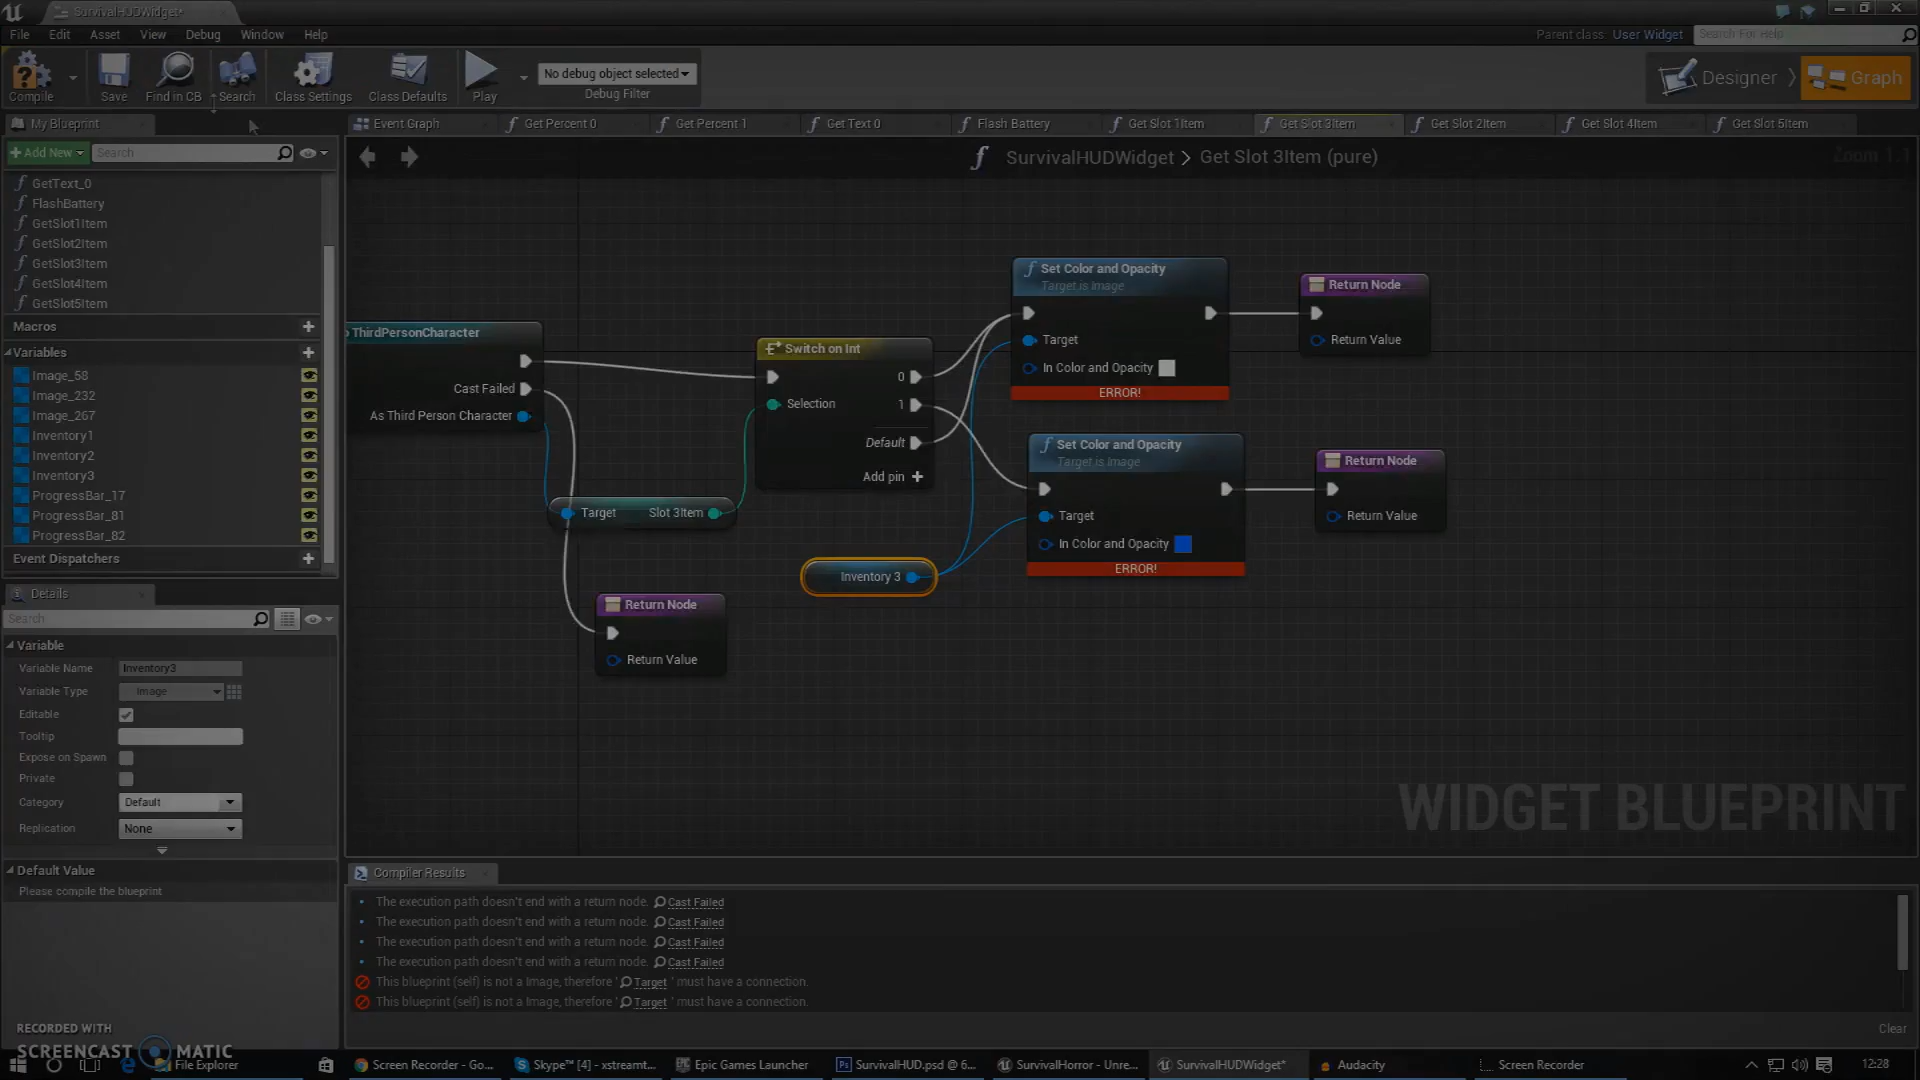 SurvivalHUDWidget*
File Edit Asset View Debug Window Help
Parent class: User Widget Search For Help
Compile Save Find in CB Search Class Settings Class Defaults Play No debug object selected Debug Filter Designer Graph
My Blueprint Event Graph Get Percent 0 Get Percent 1 Get Text 0 Flash Battery Get Slot 1Item Get Slot 3Item Get Slot 2Item Get Slot 4Item Get Slot 5Item
Add New Search
SurvivalHUDWidget > Get Slot 3Item (pure) Zoom 1:1
GetText_0
FlashBattery
GetSlot1Item
GetSlot2Item
GetSlot3Item
GetSlot4Item
GetSlot5Item
Macros
Variables
Image_58
Image_232
Image_267
Inventory1
Inventory2
Inventory3
ProgressBar_17
ProgressBar_81
ProgressBar_82
Event Dispatchers
ThirdPersonCharacter
Cast Failed
As Third Person Character
Target Slot 3Item
Return Node
Return Value
Switch on Int
0
Selection 1
Default
Add pin
Inventory 3
Set Color and Opacity
Target is Image
Target
In Color and Opacity
ERROR!
Return Node
Return Value
Set Color and Opacity
Target is Image
Target
In Color and Opacity
ERROR!
Return Node
Return Value
WIDGET BLUEPRINT
Details
Search
Variable
Variable Name Inventory3
Variable Type Image
Editable
Tooltip
Expose on Spawn
Private
Category Default
Replication None
Default Value
Please compile the blueprint
Compiler Results
The execution path doesn't end with a return node. Cast Failed
The execution path doesn't end with a return node. Cast Failed
The execution path doesn't end with a return node. Cast Failed
The execution path doesn't end with a return node. Cast Failed
This blueprint (self) is not a Image, therefore ' Target ' must have a connection.
This blueprint (self) is not a Image, therefore ' Target ' must have a connection.
Clear
RECORDED WITH
SCREENCAST MATIC
File Explorer Screen Recorder - Go... Skype™ [4] - xstreamt... Epic Games Launcher SurvivalHUD.psd @ 6... SurvivalHorror - Unre... SurvivalHUDWidget* Audacity Screen Recorder 12:28